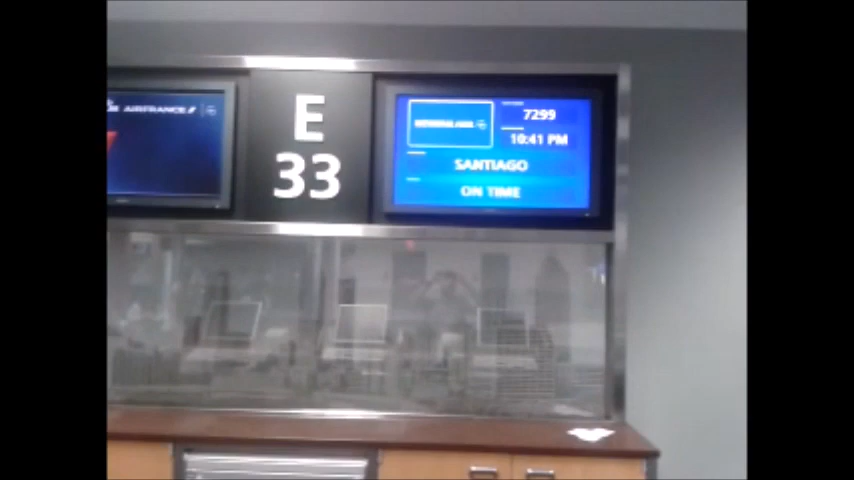 AIRFRANCE
E
33
7299
10:41 PM
SANTIAGO
ON TIME